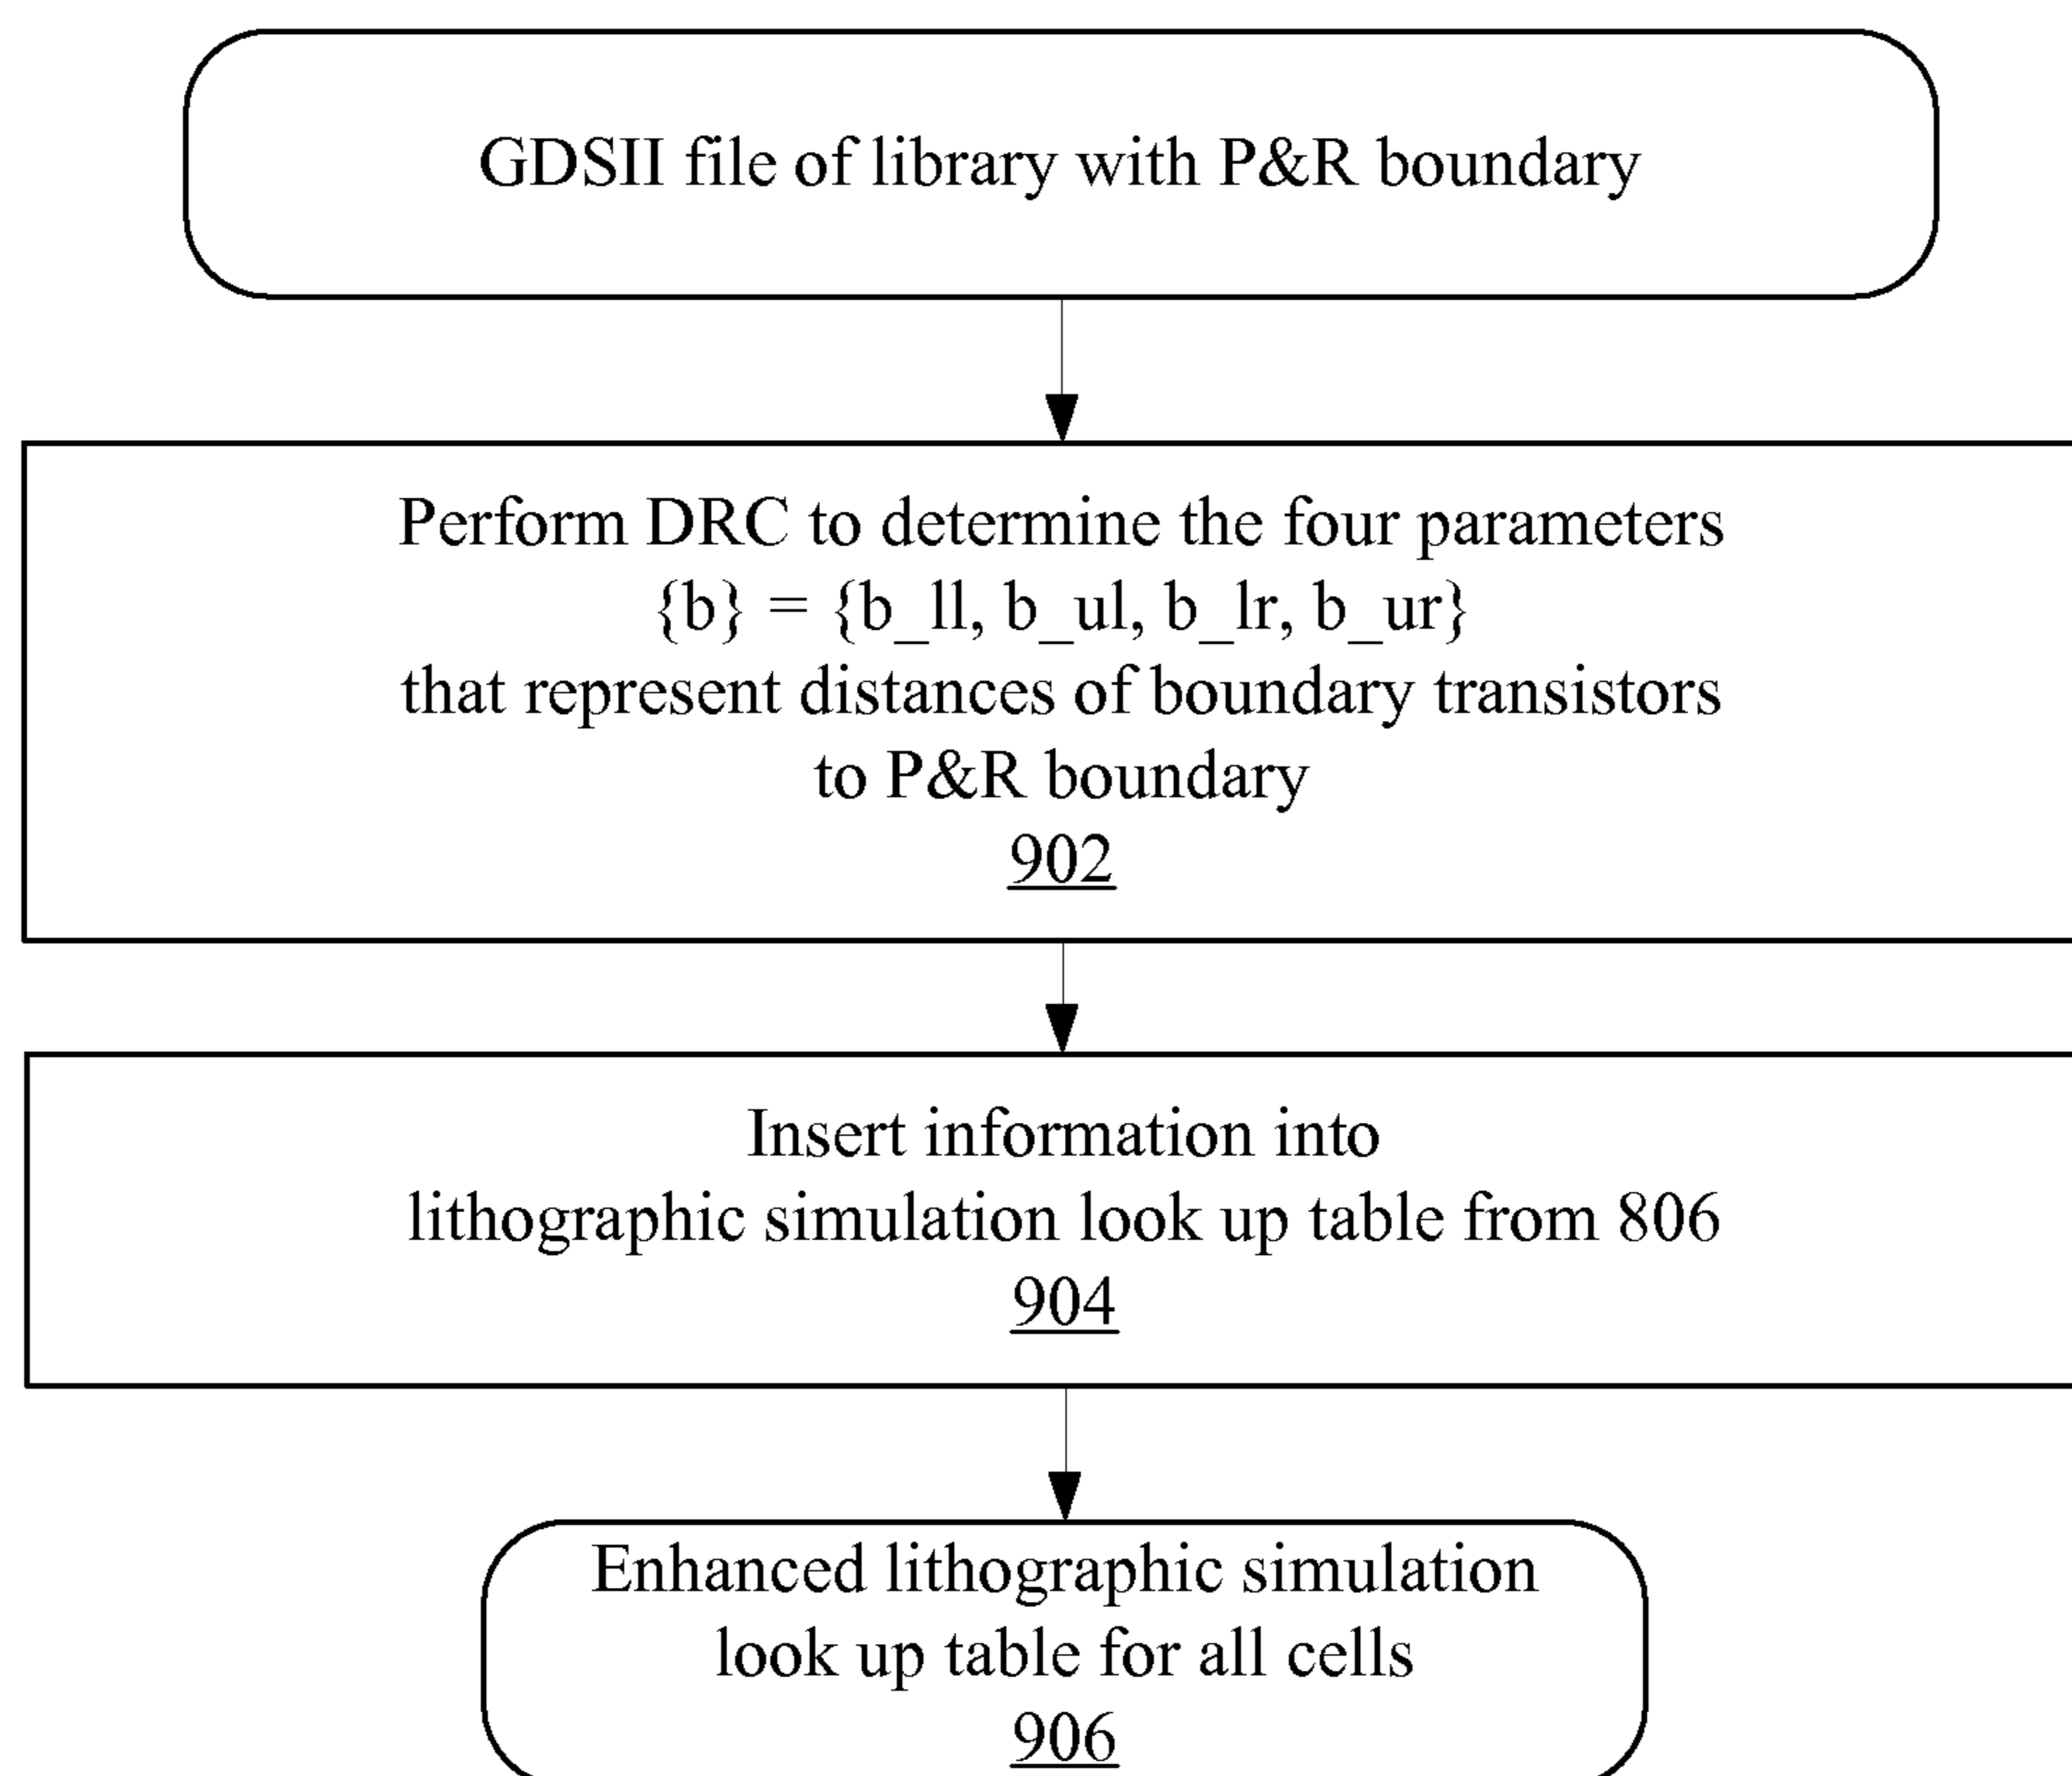 GDSII file of library with P&R boundary
Perform DRC to determine the four parameters
{b} = {b_ll, b_ul, b_lr, b_ur}
that represent distances of boundary transistors
to P&R boundary
902
Insert information into
lithographic simulation look up table from 806
904
Enhanced lithographic simulation
look up table for all cells
906